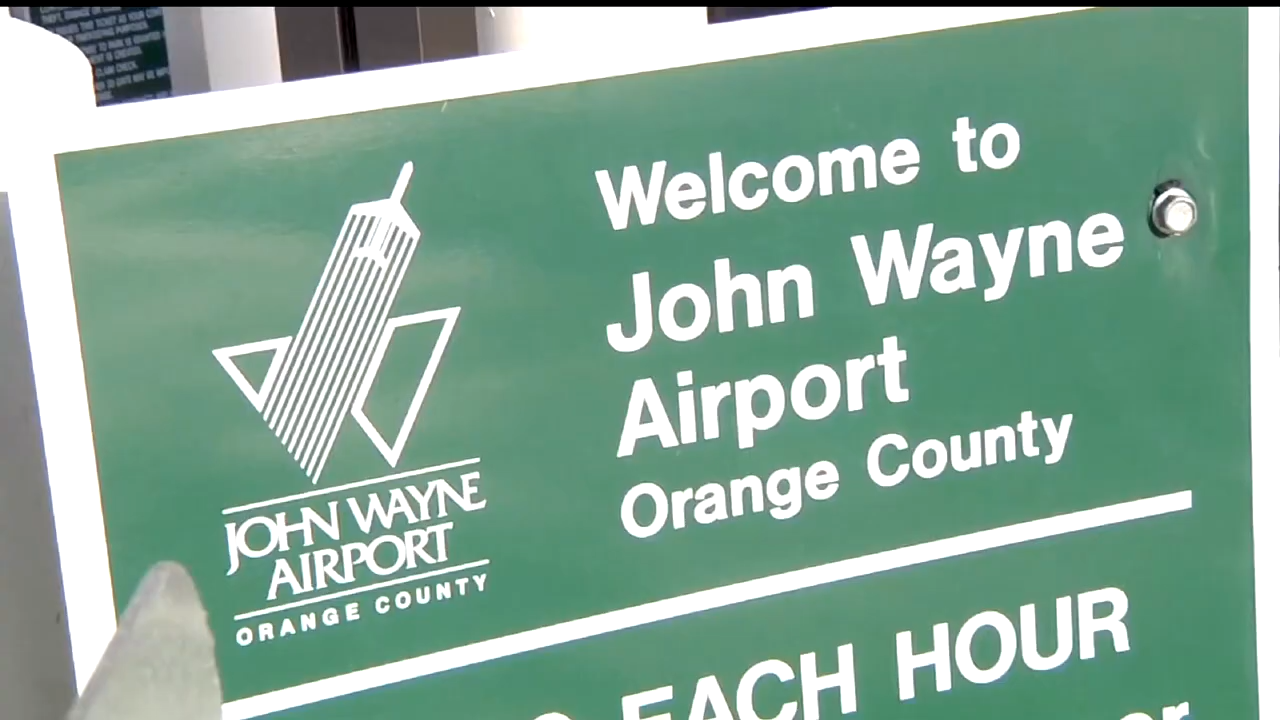 JOHN WAYNE
AIRPORT
ORANGE COUNTY
Welcome to
John Wayne
Airport
Orange County
EACH HOUR